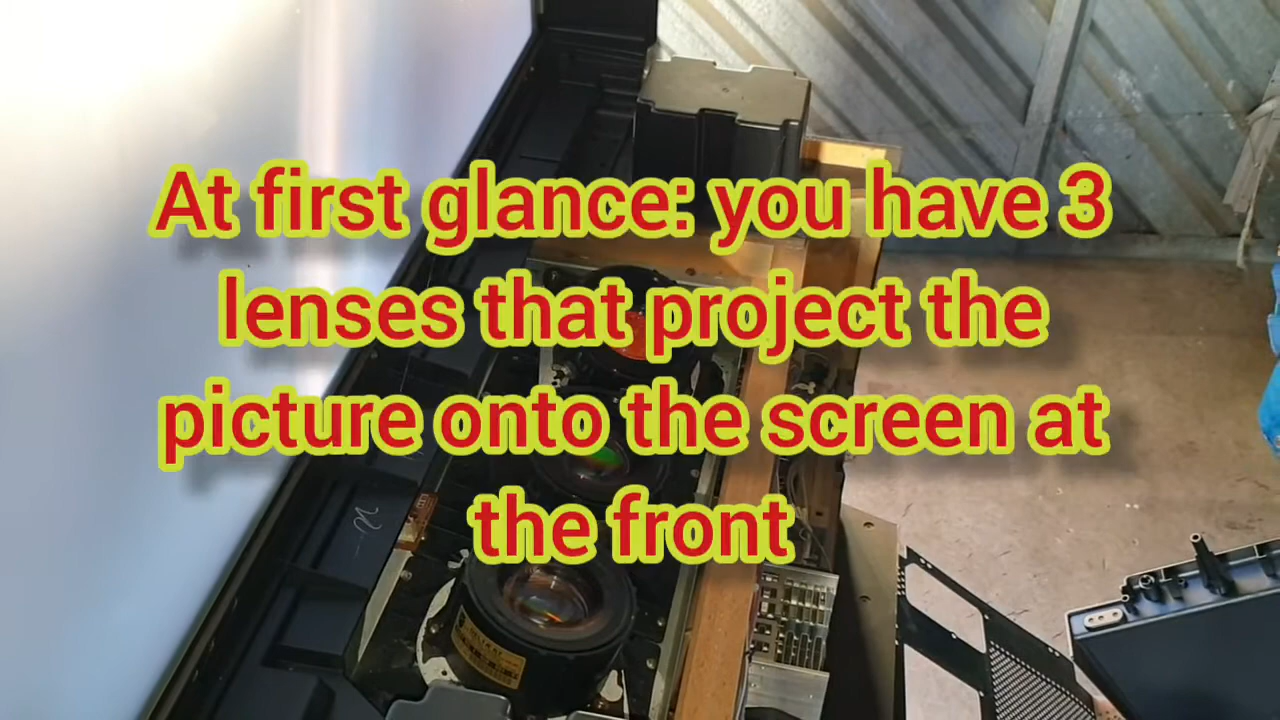 At first glance: you have 3
lenses that project the
picture onto the screen at
the front